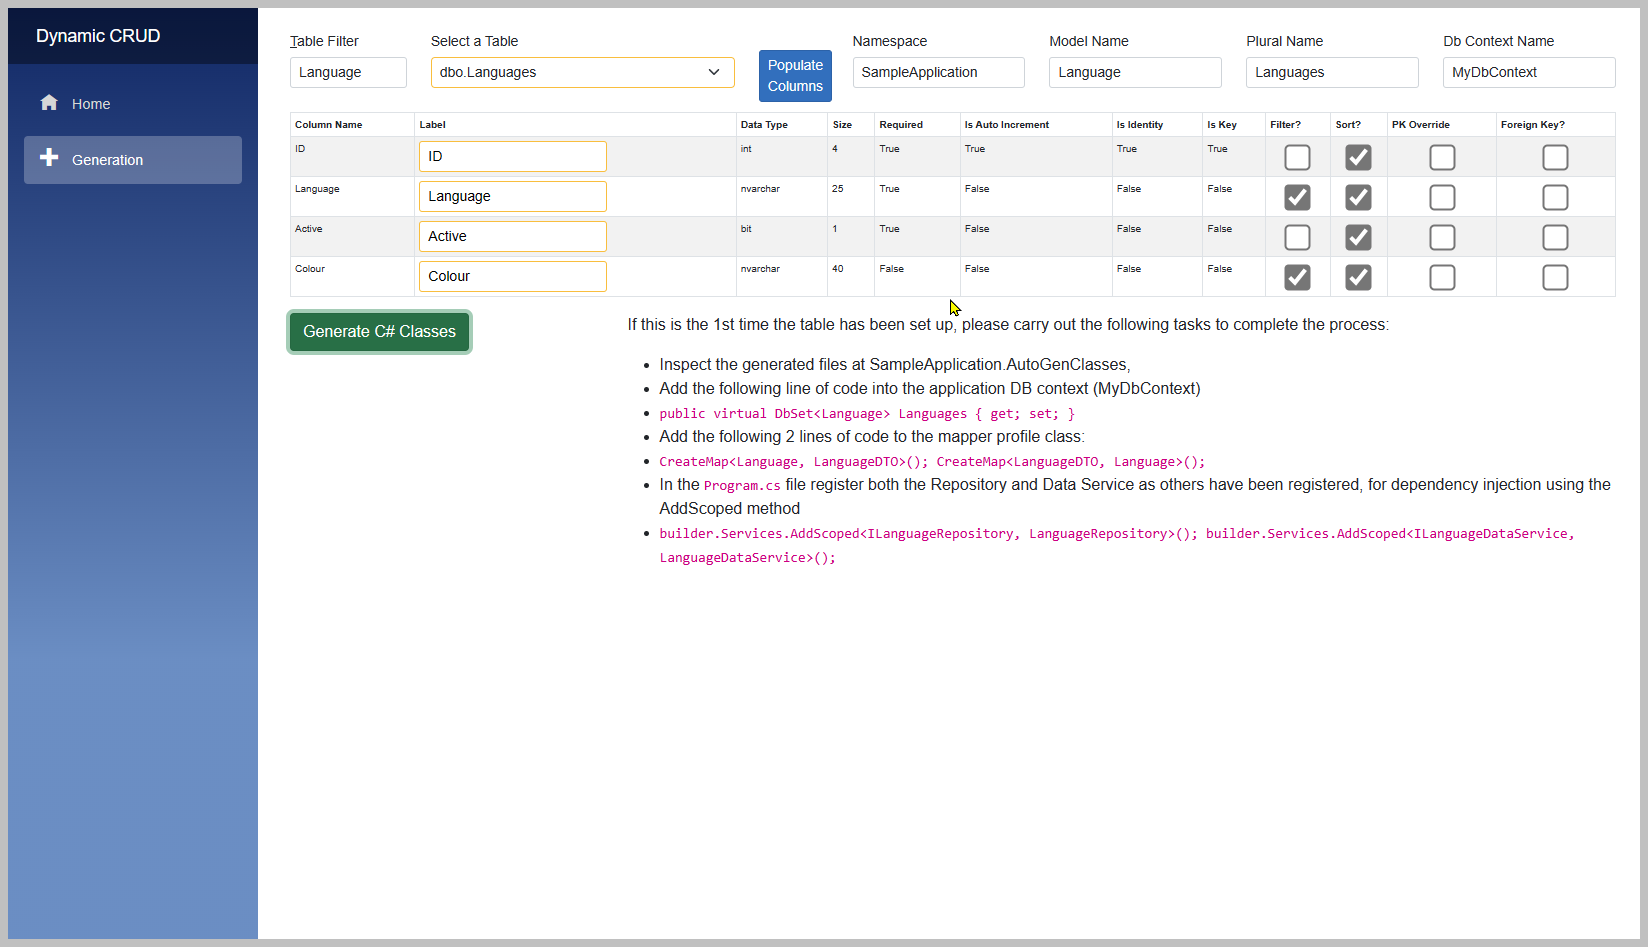 Dynamic CRUD
Home
Generation
Table Filter
Select a Table
Namespace
Model Name
Plural Name
Db Context Name
Language
dbo.Languages
Populate
Columns
SampleApplication
Language
Languages
MyDbContext
Column Name Label Data Type Size Required Is Auto Increment Is Identity Is Key Filter? Sort? PK Override Foreign Key?
ID ID int 4 True True True True
Language Language nvarchar 25 True False False False
Active Active bit 1 True False False False
Colour Colour nvarchar 40 False False False False
Generate C# Classes
If this is the 1st time the table has been set up, please carry out the following tasks to complete the process:
Inspect the generated files at SampleApplication.AutoGenClasses,
Add the following line of code into the application DB context (MyDbContext)
public virtual DbSet<Language> Languages { get; set; }
Add the following 2 lines of code to the mapper profile class:
CreateMap<Language, LanguageDTO>(); CreateMap<LanguageDTO, Language>();
In the Program.cs file register both the Repository and Data Service as others have been registered, for dependency injection using the
AddScoped method
builder.Services.AddScoped<ILanguageRepository, LanguageRepository>(); builder.Services.AddScoped<ILanguageDataService,
LanguageDataService>();